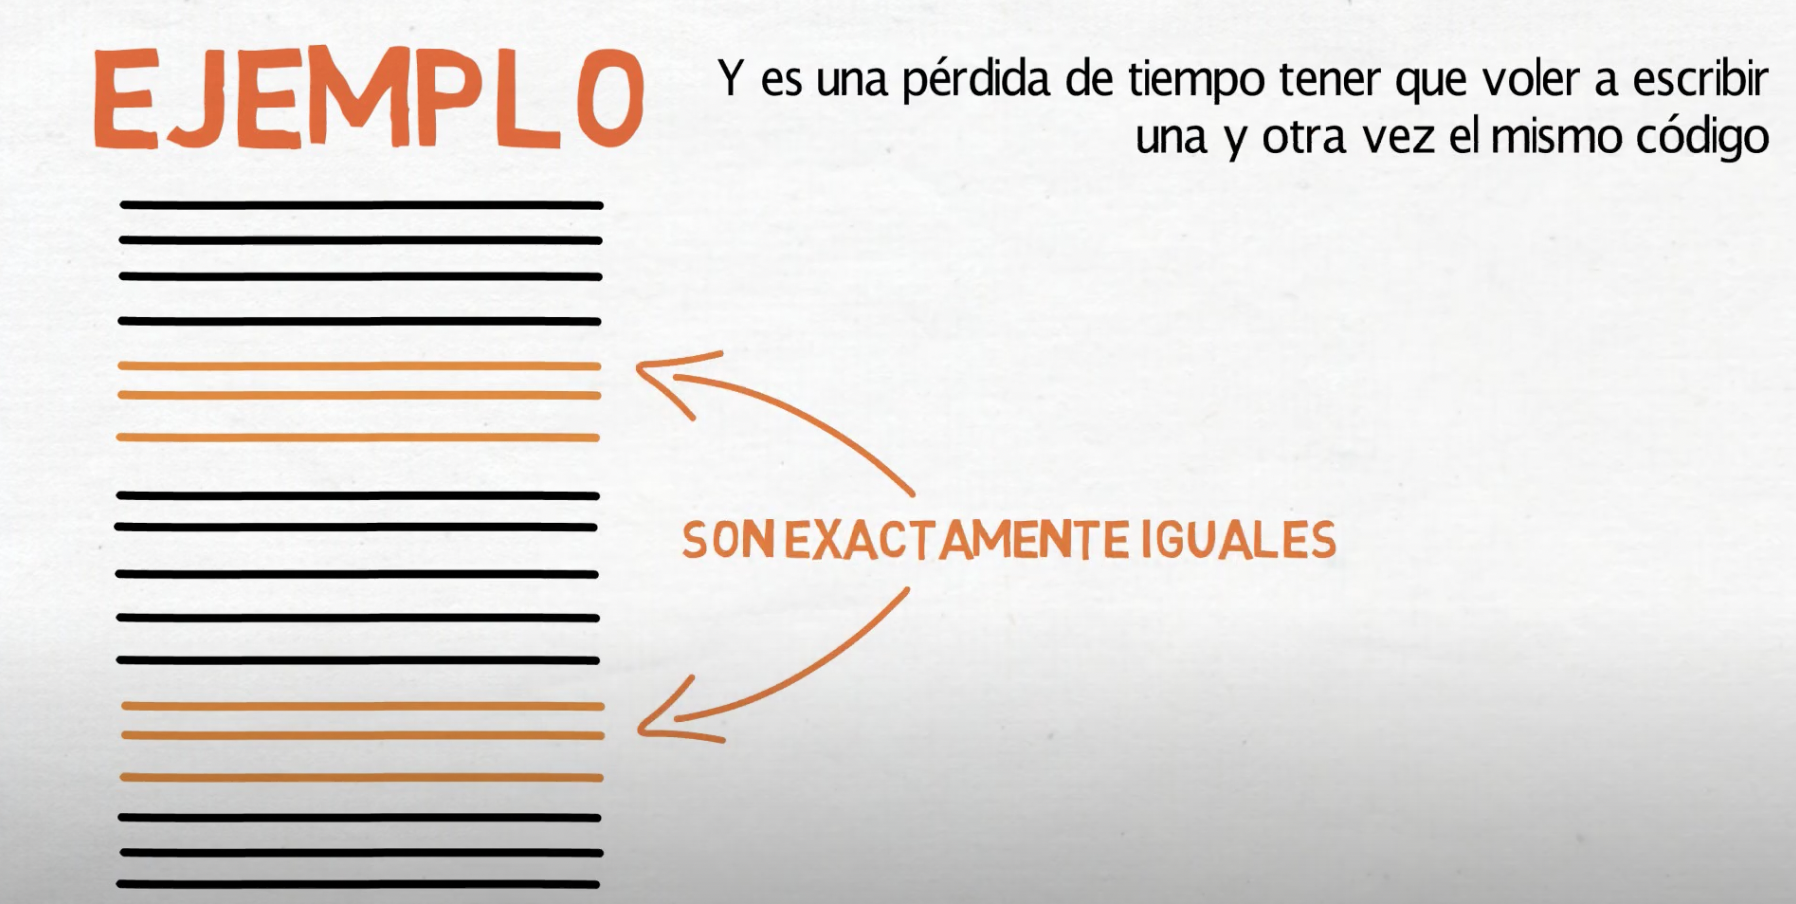 EJEMPLO
Y es una pérdida de tiempo tener que voler a escribir
una y otra vez el mismo código
SON EXACTAMENTE IGUALES